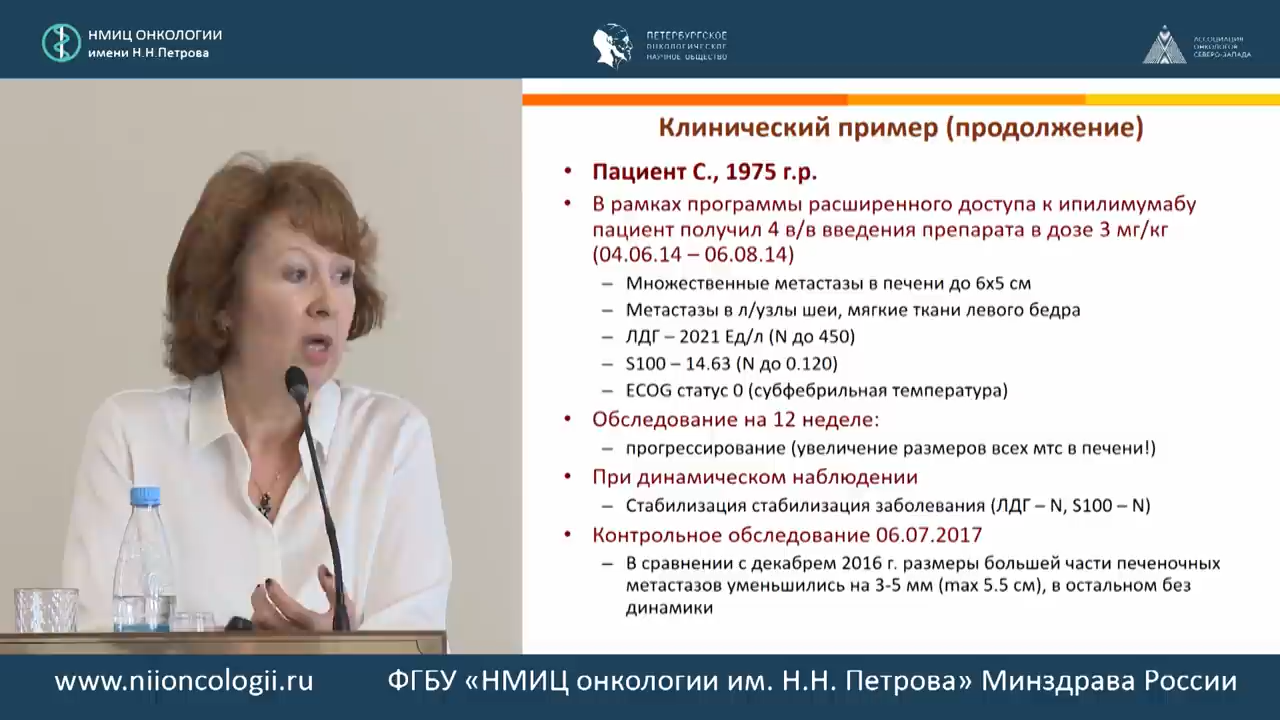 НМИЦ ОНКОЛОГИИ
имени Н.Н.Петрова
ПЕТЕРБУРГСКОЕ
ОНКОЛОГИЧЕСКОЕ
НАУЧНОЕ ОБЩЕСТВО
АССОЦИАЦИЯ
ОНКОЛОГОВ
СЕВЕРО-ЗАПАДА
Клинический пример (продолжение)
• Пациент С., 1975 г.р.
• В рамках программы расширенного доступа к ипилимумабу
пациент получил 4 в/в введения препарата в дозе 3 мг/кг
(04.06.14 – 06.08.14)
– Множественные метастазы в печени до 6х5 см
– Метастазы в л/узлы шеи, мягкие ткани левого бедра
– ЛДГ – 2021 Ед/л (N до 450)
– S100 – 14.63 (N до 0.120)
– ECOG статус 0 (субфебрильная температура)
• Обследование на 12 неделе:
– прогрессирование (увеличение размеров всех мтс в печени!)
• При динамическом наблюдении
– Стабилизация стабилизация заболевания (ЛДГ – N, S100 – N)
• Контрольное обследование 06.07.2017
– В сравнении с декабрем 2016 г. размеры большей части печеночных
метастазов уменьшились на 3-5 мм (max 5.5 см), в остальном без
динамики
www.niioncologii.ru
ФГБУ «НМИЦ онкологии им. Н.Н. Петрова» Минздрава России